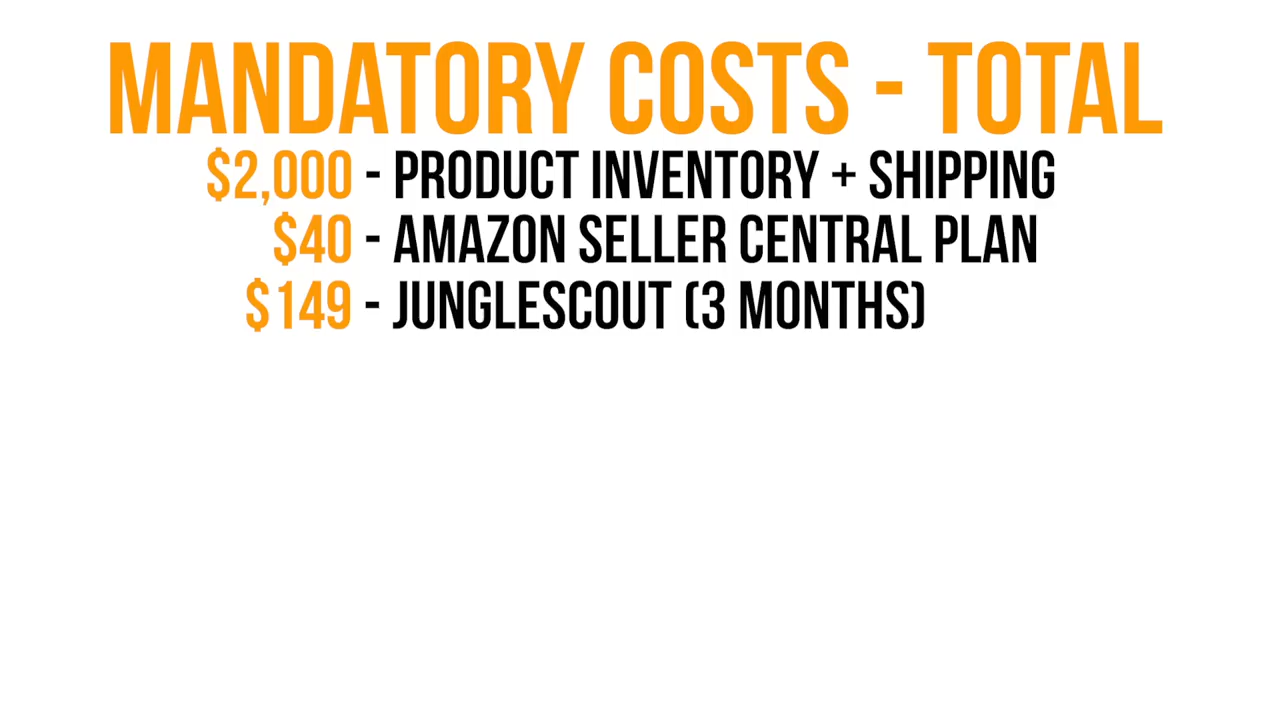 MANDATORY COSTS - TOTAL
$2,000 - PRODUCT INVENTORY + SHIPPING
$40 - AMAZON SELLER CENTRAL PLAN
$149 - JUNGLESCOUT (3 MONTHS)